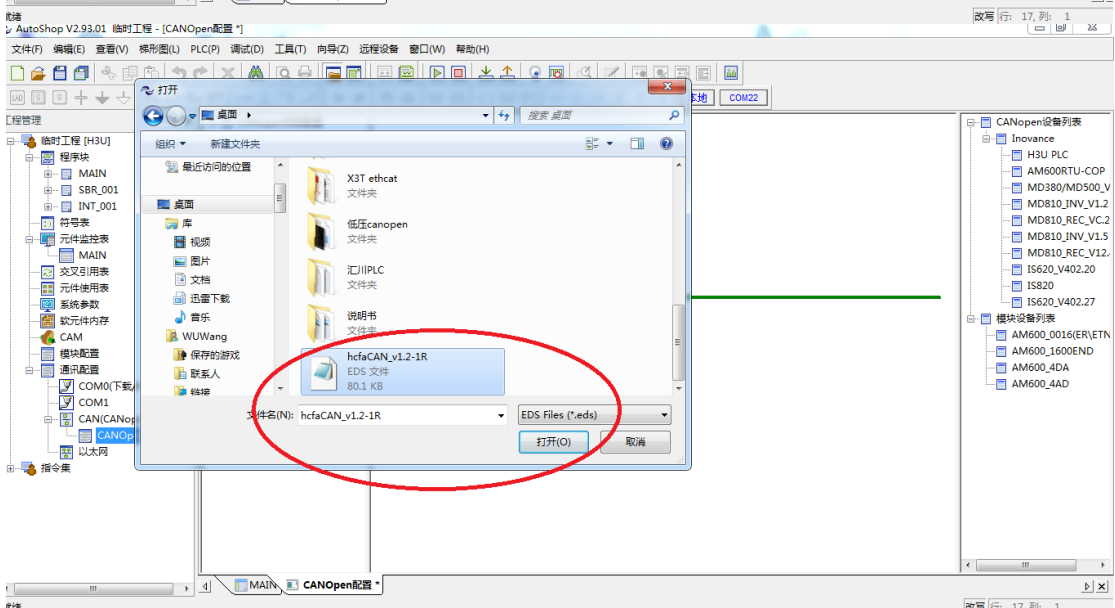 就绪
改写 行: 17, 列: 1
AutoShop V2.93.01 临时工程 - [CANOpen配置 *]
文件(F) 编辑(E) 查看(V) 梯形图(L) PLC(P) 调试(D) 工具(T) 向导(Z) 远程设备 窗口(W) 帮助(H)
COM22
工程管理
临时工程 [H3U]
程序块
MAIN
SBR_001
INT_001
符号表
元件监控表
MAIN
交叉引用表
元件使用表
系统参数
软元件内存
CAM
模块配置
通讯配置
COM0(下载/
COM1
CAN(CANop
CANOp
以太网
指令集
打开
桌面
搜索 桌面
组织
新建文件夹
最近访问的位置
桌面
库
视频
图片
文档
迅雷下载
音乐
WUWang
保存的游戏
联系人
链接
X3T ethcat
文件夹
低压canopen
文件夹
汇川PLC
文件夹
说明书
文件夹
hcfaCAN_v1.2-1R
EDS 文件
80.1 KB
文件名(N): hcfaCAN_v1.2-1R
EDS Files (*.eds)
打开(O)
取消
CANopen设备列表
Inovance
H3U PLC
AM600RTU-COP
MD380/MD500_V
MD810_INV_V1.2
MD810_REC_VC.2
MD810_INV_V1.5
MD810_REC_V12.
IS620_V402.20
IS820
IS620_V402.27
模块设备列表
AM600_0016(ER\ETN
AM600_1600END
AM600_4DA
AM600_4AD
MAIN
CANOpen配置 *
就绪
改写 行: 17, 列: 1